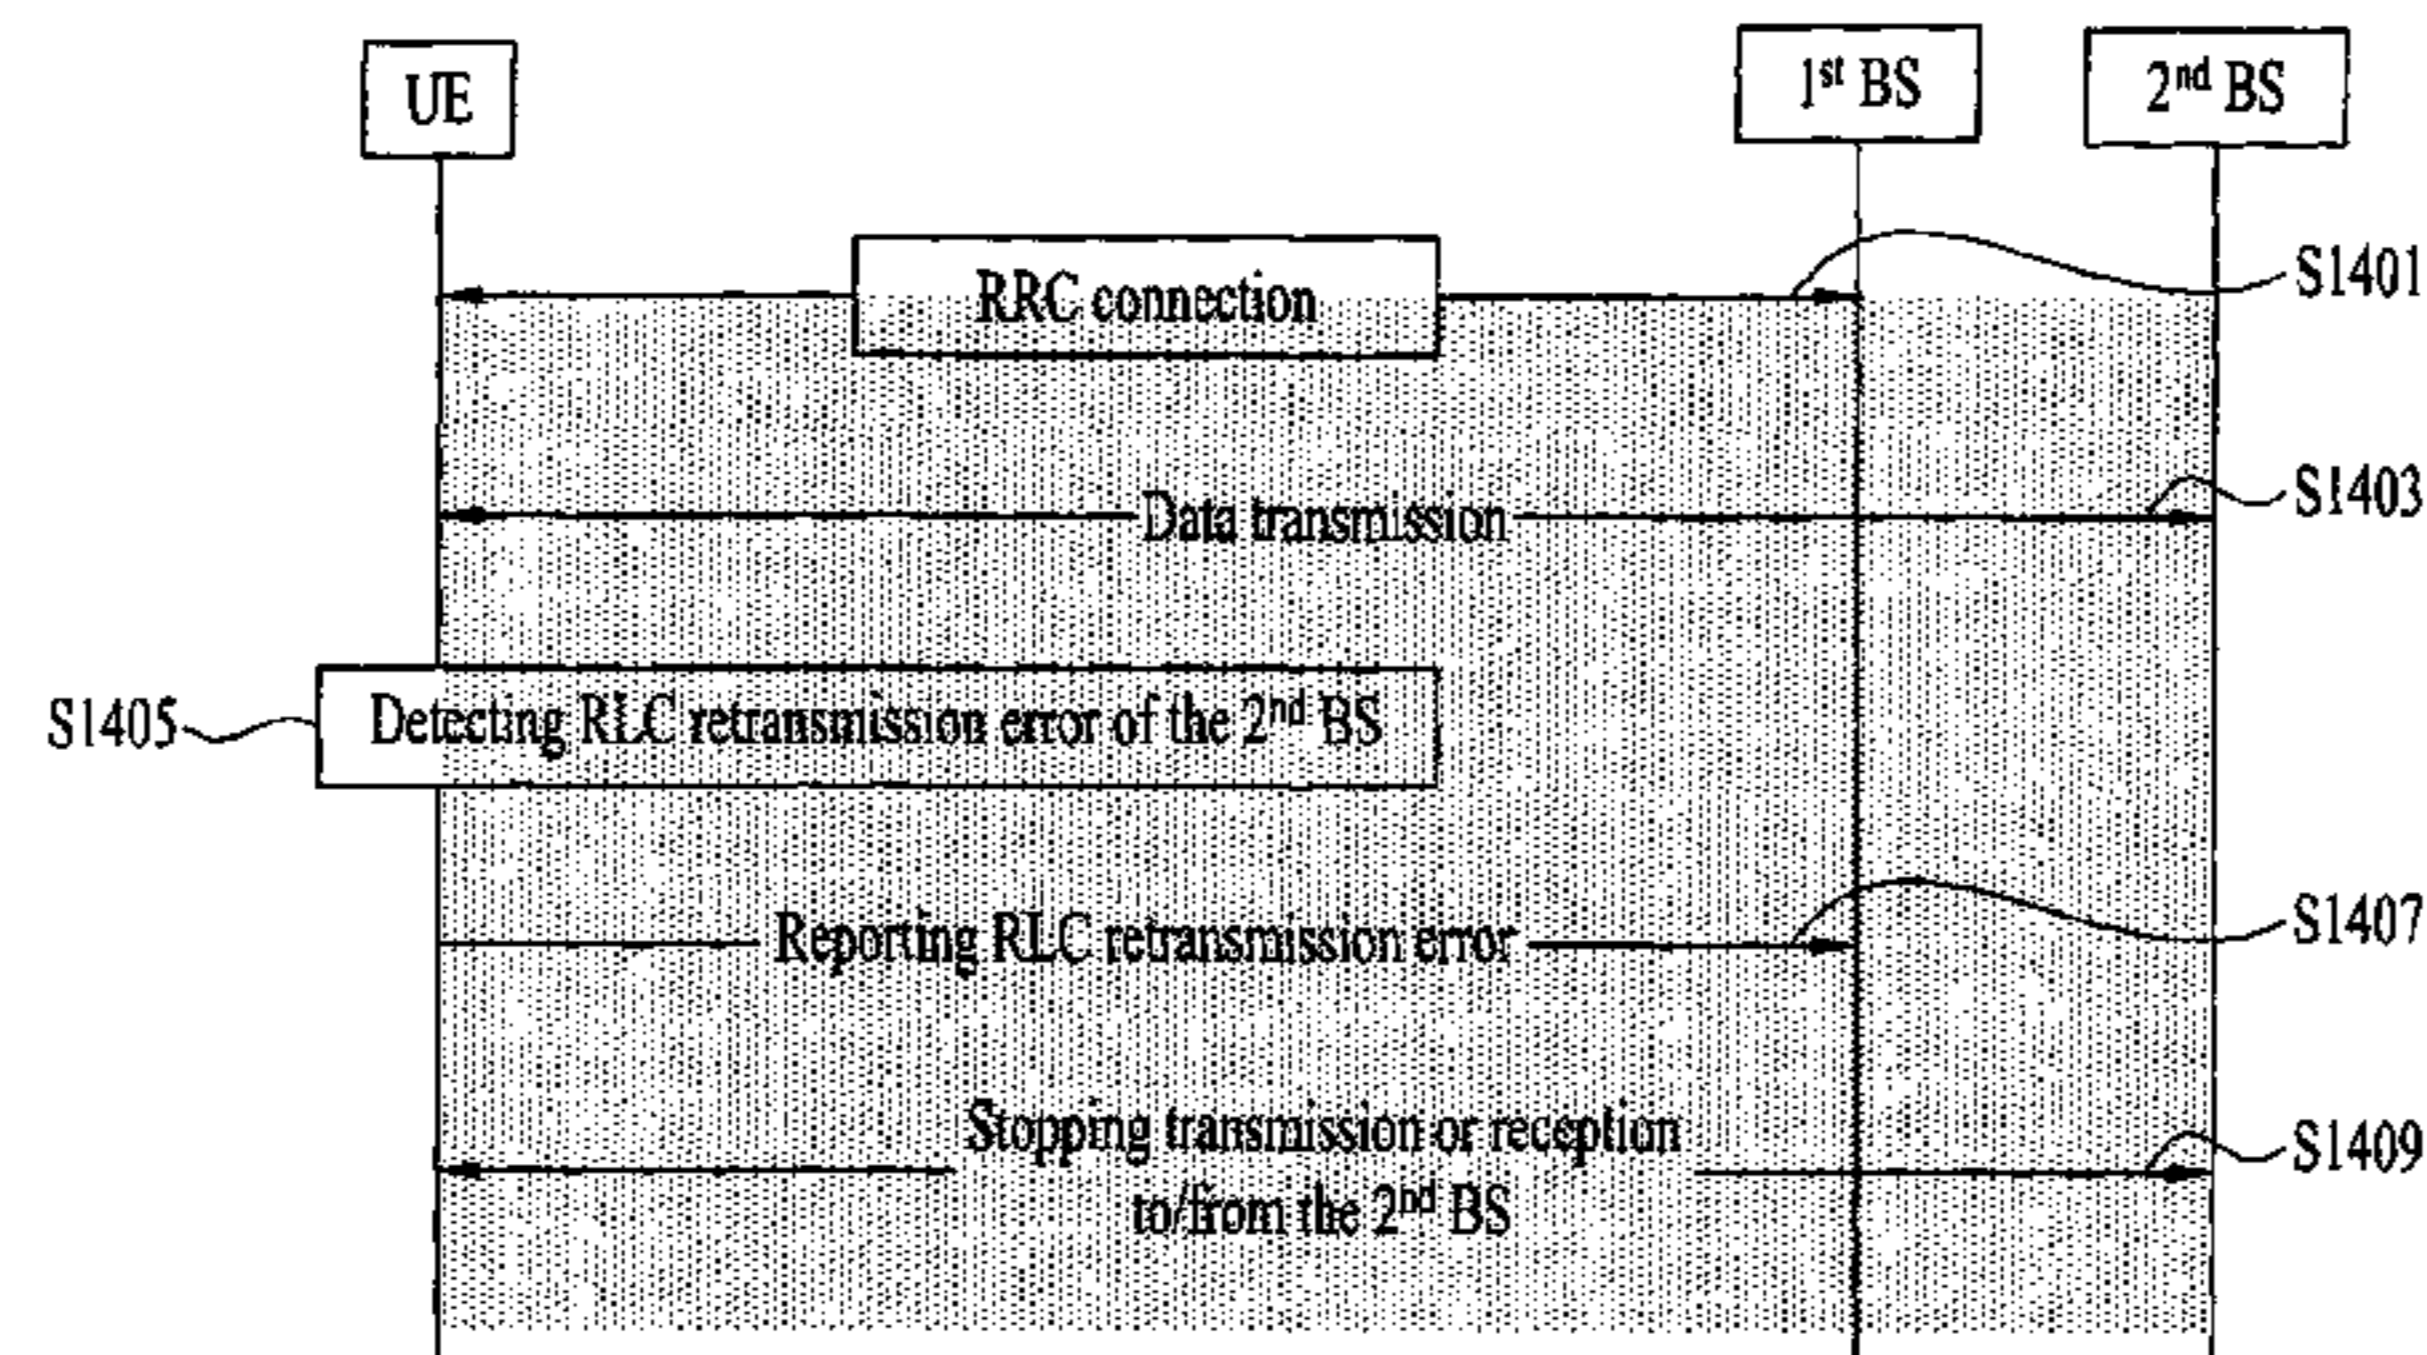 UE
1st BS
2nd BS
RRC connection
S1401
Data transmission
S1403
S1405
Detecting RLC retransmission error of the 2nd BS
Reporting RLC retransmission error
S1407
Stopping transmission or reception
to/from the 2nd BS
S1409